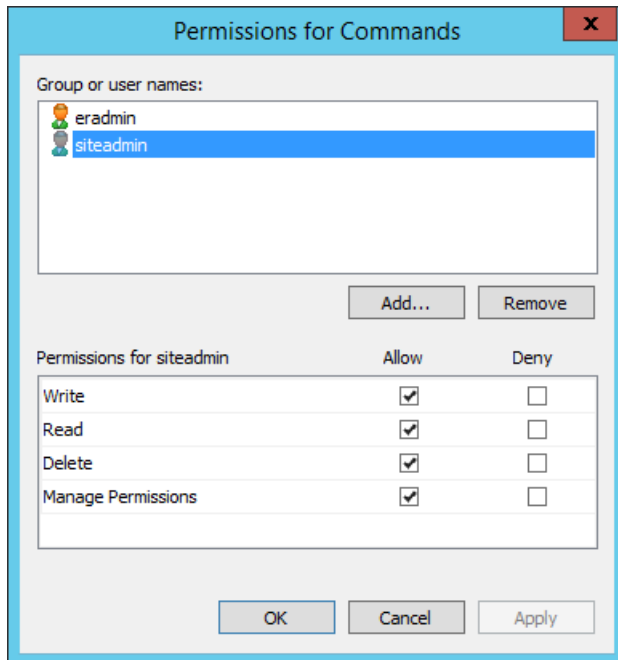 Permissions for Commands
x
Group or user names:
eradmin
siteadmin
Add... Remove
Permissions for siteadmin Allow Deny
Write
Read
Delete
Manage Permissions
OK Cancel Apply